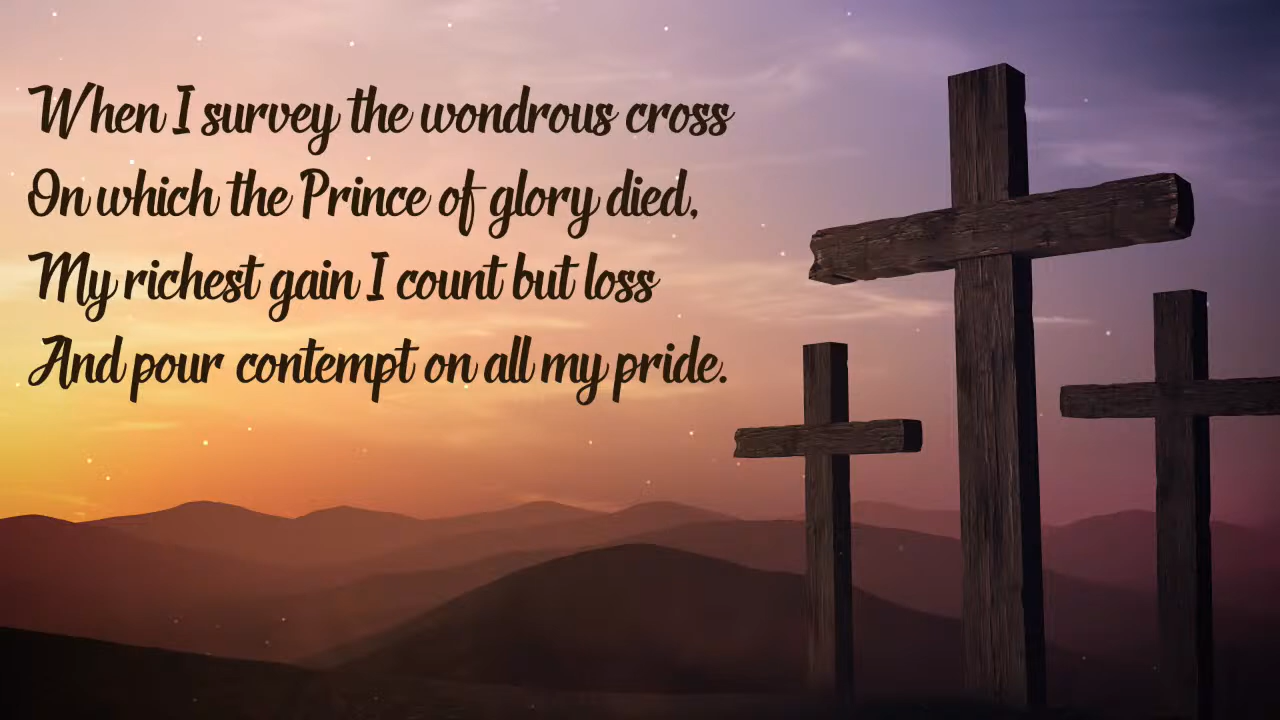 When I survey the wondrous cross
On which the Prince of glory died,
My richest gain I count but loss
And pour contempt on all my pride.